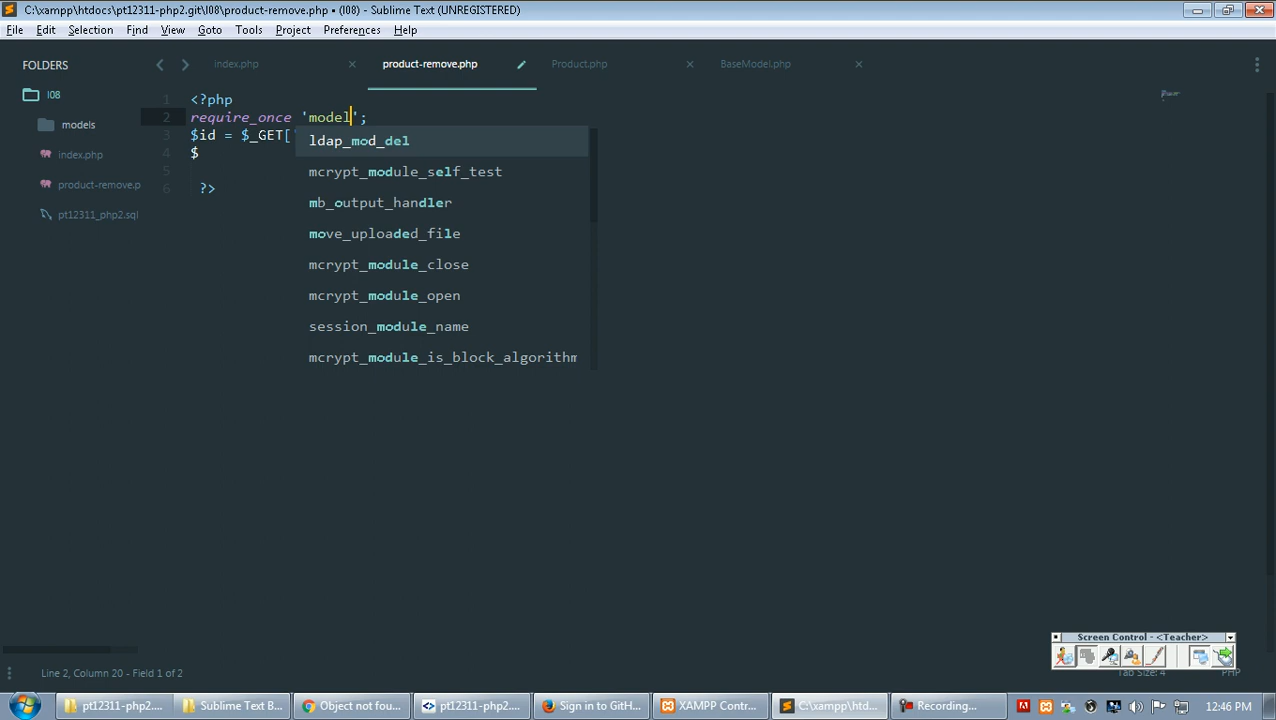 C:\xampp\htdocs\pt12311-php2.git\l08\product-remove.php • (l08) - Sublime Text (UNREGISTERED)
File Edit Selection Find View Goto Tools Project Preferences Help
FOLDERS
l08
models
index.php
product-remove.p
pt12311_php2.sql
index.php product-remove.php Product.php BaseModel.php
1 <?php
2 require_once 'model';
3 $id = $_GET['
4 $
5
6 ?>
ldap_mod_del
mcrypt_module_self_test
mb_output_handler
move_uploaded_file
mcrypt_module_close
mcrypt_module_open
session_module_name
mcrypt_module_is_block_algorithm
Screen Control - <Teacher>
Line 2, Column 20 - Field 1 of 2
Tab Size: 4 PHP
pt12311-php2.... Sublime Text B... Object not fou... pt12311-php2.... Sign in to GitH... XAMPP Contr... C:\xampp\htd... Recording... 12:46 PM